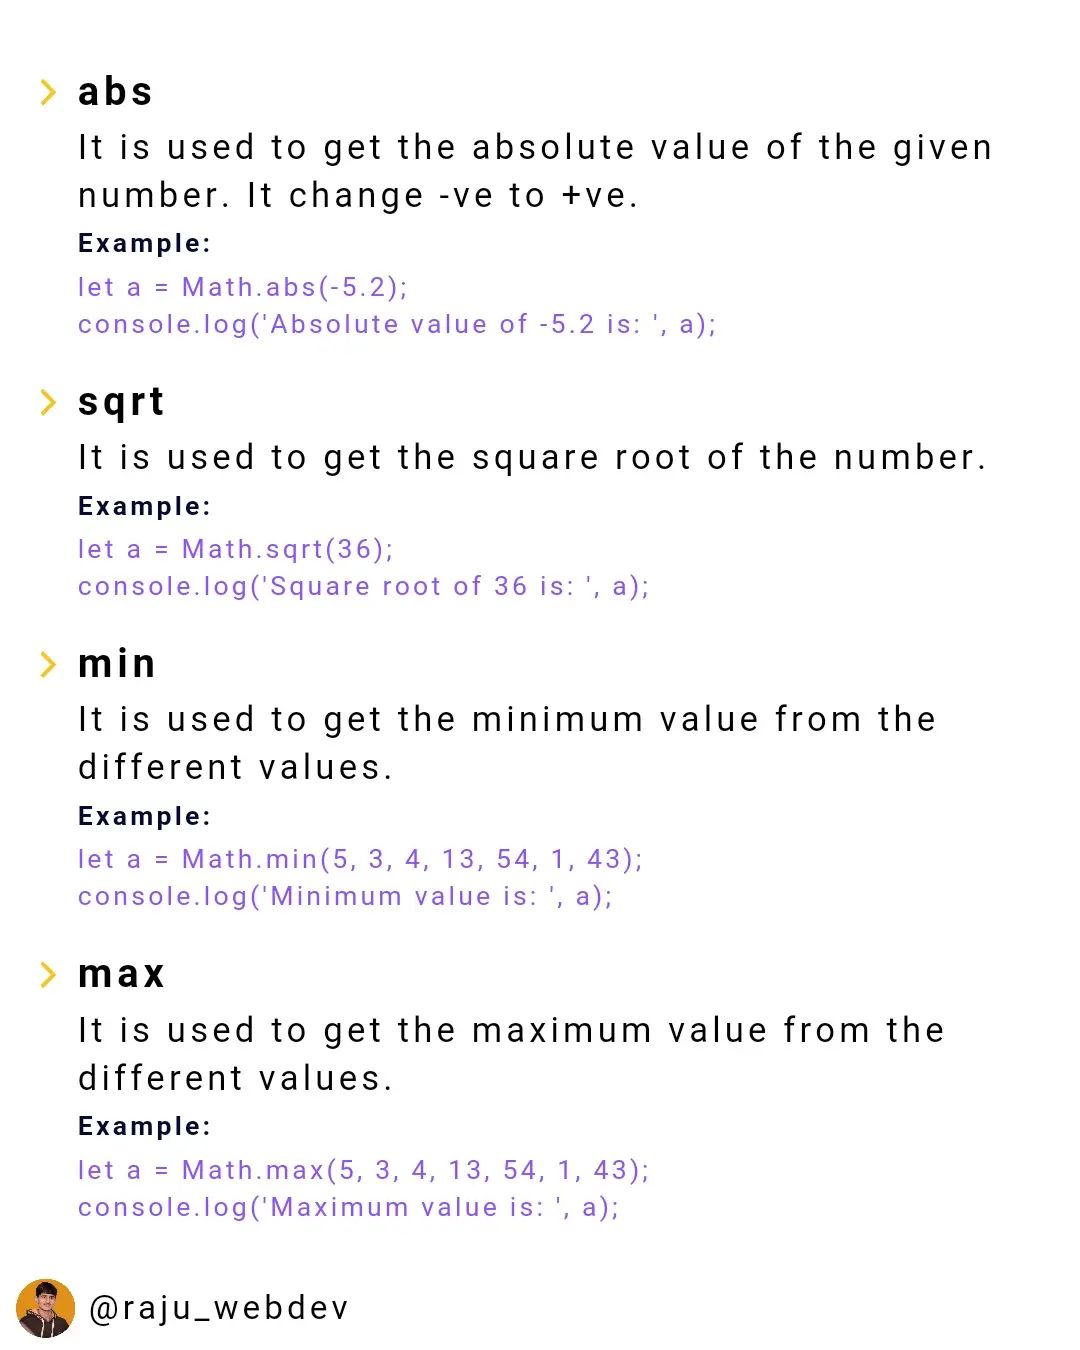 abs
It is used to get the absolute value of the given
number. It change -ve to +ve.
Example:
let a = Math.abs(-5.2);
console.log('Absolute value of -5.2 is: ', a);
sqrt
It is used to get the square root of the number.
Example:
let a = Math.sqrt(36);
console.log('Square root of 36 is: ', a);
min
It is used to get the minimum value from the
different values.
Example:
let a = Math.min(5, 3, 4, 13, 54, 1, 43);
console.log('Minimum value is: ', a);
max
It is used to get the maximum value from the
different values.
Example:
let a = Math.max(5, 3, 4, 13, 54, 1, 43);
console.log('Maximum value is: ', a);
@raju_webdev